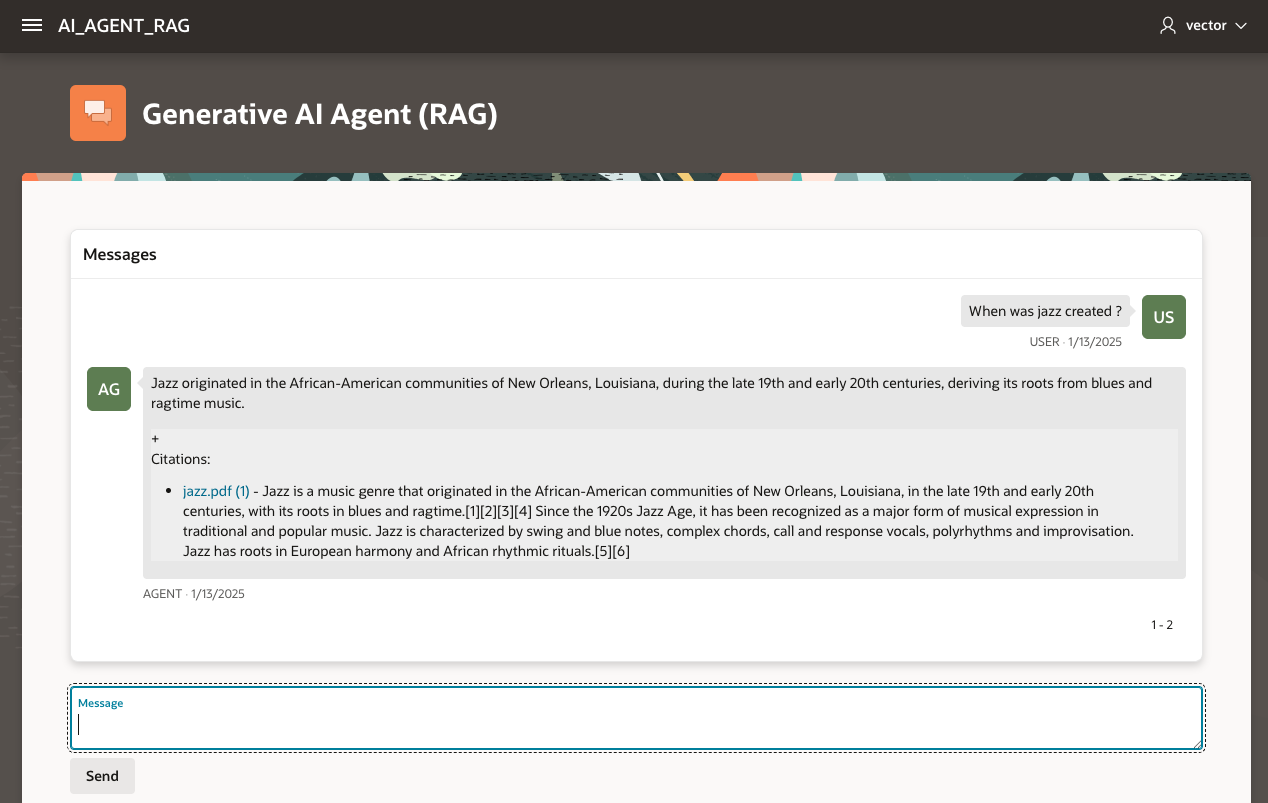 AI_AGENT_RAG
vector
Generative AI Agent (RAG)
Messages
When was jazz created ?
US
USER · 1/13/2025
AG
Jazz originated in the African-American communities of New Orleans, Louisiana, during the late 19th and early 20th centuries, deriving its roots from blues and
ragtime music.
+
Citations:
• jazz.pdf (1) - Jazz is a music genre that originated in the African-American communities of New Orleans, Louisiana, in the late 19th and early 20th
centuries, with its roots in blues and ragtime.[1][2][3][4] Since the 1920s Jazz Age, it has been recognized as a major form of musical expression in
traditional and popular music. Jazz is characterized by swing and blue notes, complex chords, call and response vocals, polyrhythms and improvisation.
Jazz has roots in European harmony and African rhythmic rituals.[5][6]
AGENT · 1/13/2025
1 - 2
Message
Send